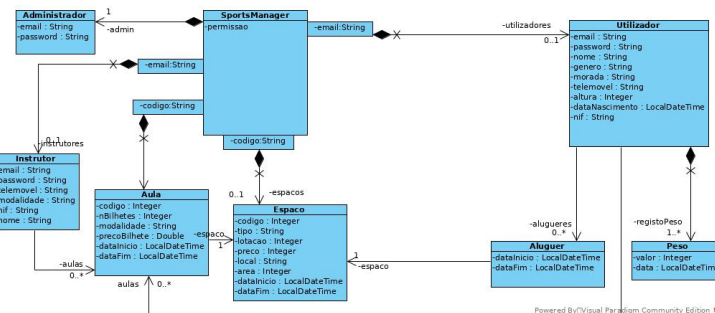 Administrador
-email : String
-password : String
1
-admin
SportsManager
-permissao
-email:String
-utilizadores
0..1
Utilizador
-email : String
-password : String
-nome : String
-genero : String
-morada : String
-telemovel : String
-altura : Integer
-dataNascimento : LocalDateTime
-nif : String
-email:String
-codigo:String
-codigo:String
0..1
-instrutores
Instrutor
email : String
password : String
telemovel : String
modalidade : String
nif : String
nome : String
Aula
-codigo : Integer
-nBilhetes : Integer
-modalidade : String
-precoBilhete : Double
-dataInicio : LocalDateTime
-dataFim : LocalDateTime
0..1
-espacos
-espaco
1
Espaco
-codigo : Integer
-tipo : String
-lotacao : Integer
-preco : Integer
-local : String
-area : Integer
-dataInicio : LocalDateTime
-dataFim : LocalDateTime
-alugueres
0..*
-registoPeso
1..*
Aluguer
-dataInicio : LocalDateTime
-dataFim : LocalDateTime
Peso
-valor : Integer
-data : LocalDateTim
1
-espaco
-aulas
0..*
aulas
0..*
Powered By Visual Paradigm Community Edition